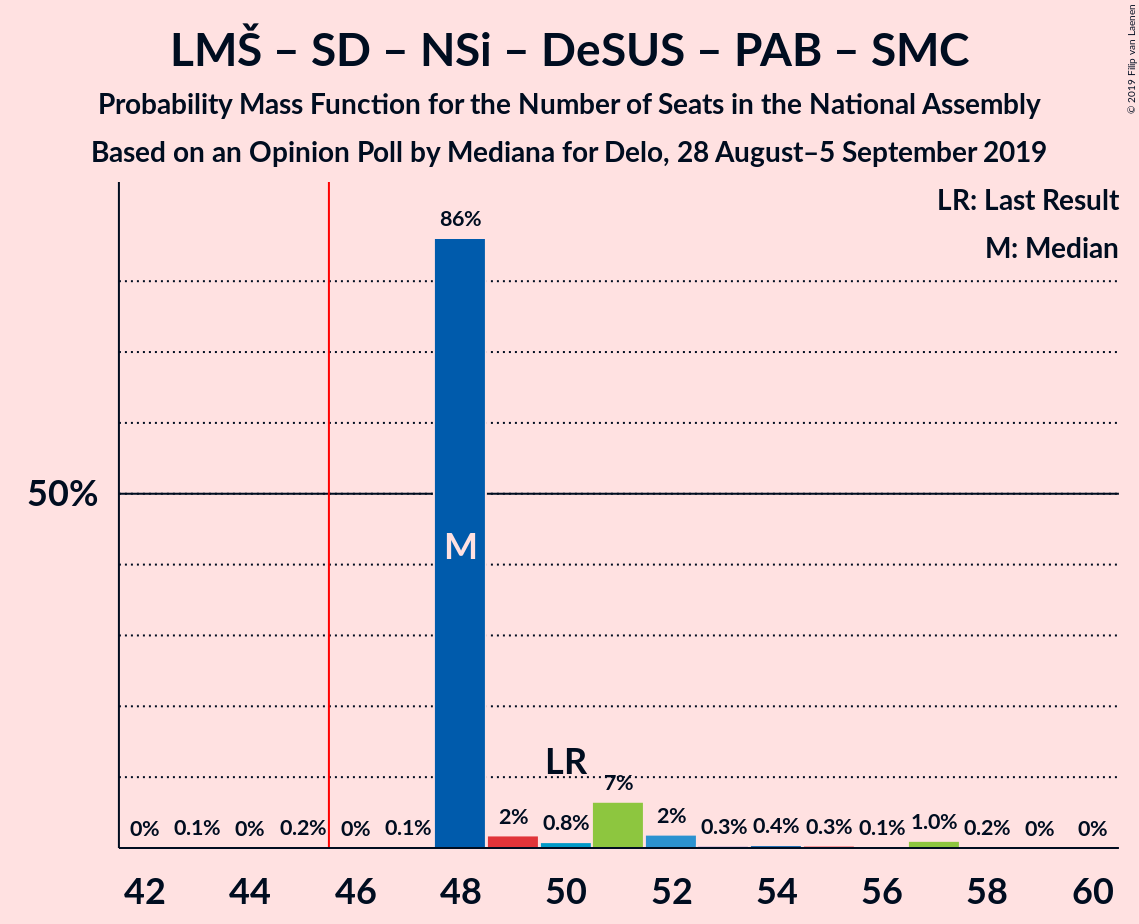 LMŠ – SD – NSi – DeSUS – PAB – SMC
Probability Mass Function for the Number of Seats in the National Assembly
Based on an Opinion Poll by Mediana for Delo, 28 August–5 September 2019
© 2019 Filip van Laenen
LR: Last Result
M: Median
86%
50%
M
LR
0% 0.1% 0% 0.2% 0% 0.1% 2% 0.8% 7% 2% 0.3% 0.4% 0.3% 0.1% 1.0% 0.2% 0% 0%
42 44 46 48 50 52 54 56 58 60